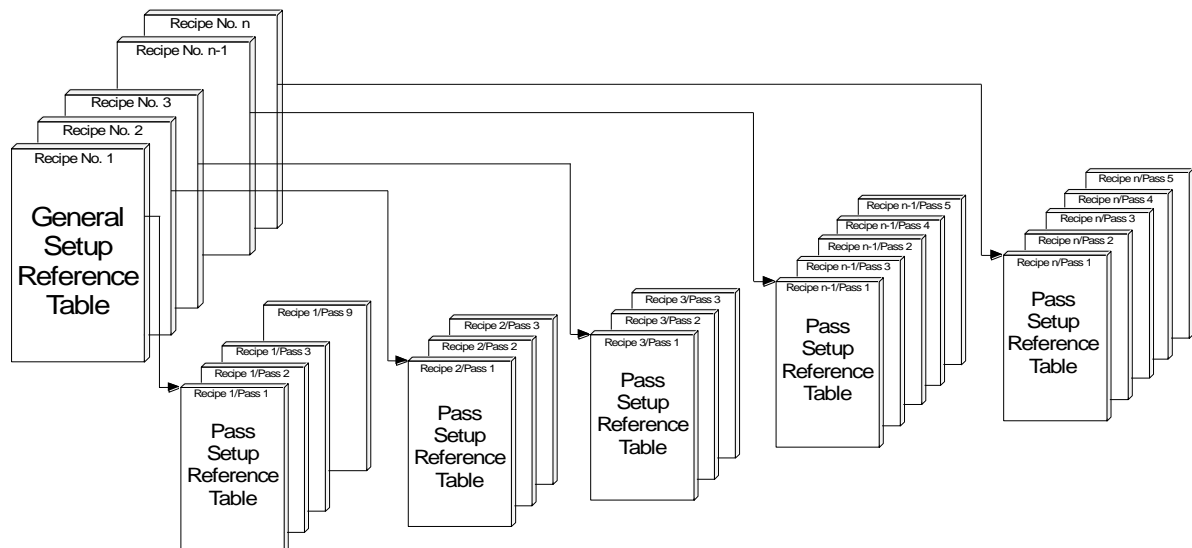 Recipe No. n
Recipe No. n-1
Recipe No. 3
Recipe No. 2
Recipe No. 1
General
Setup
Reference
Table
Recipe 1/Pass 9
Recipe 1/Pass 3
Recipe 1/Pass 2
Recipe 1/Pass 1
Pass
Setup
Reference
Table
Recipe 2/Pass 3
Recipe 2/Pass 2
Recipe 2/Pass 1
Pass
Setup
Reference
Table
Recipe 3/Pass 3
Recipe 3/Pass 2
Recipe 3/Pass 1
Pass
Setup
Reference
Table
Recipe n-1/Pass 5
Recipe n-1/Pass 4
Recipe n-1/Pass 2
Recipe n-1/Pass 3
Recipe n-1/Pass 1
Pass
Setup
Reference
Table
Recipe n/Pass 5
Recipe n/Pass 4
Recipe n/Pass 3
Recipe n/Pass 2
Recipe n/Pass 1
Pass
Setup
Reference
Table